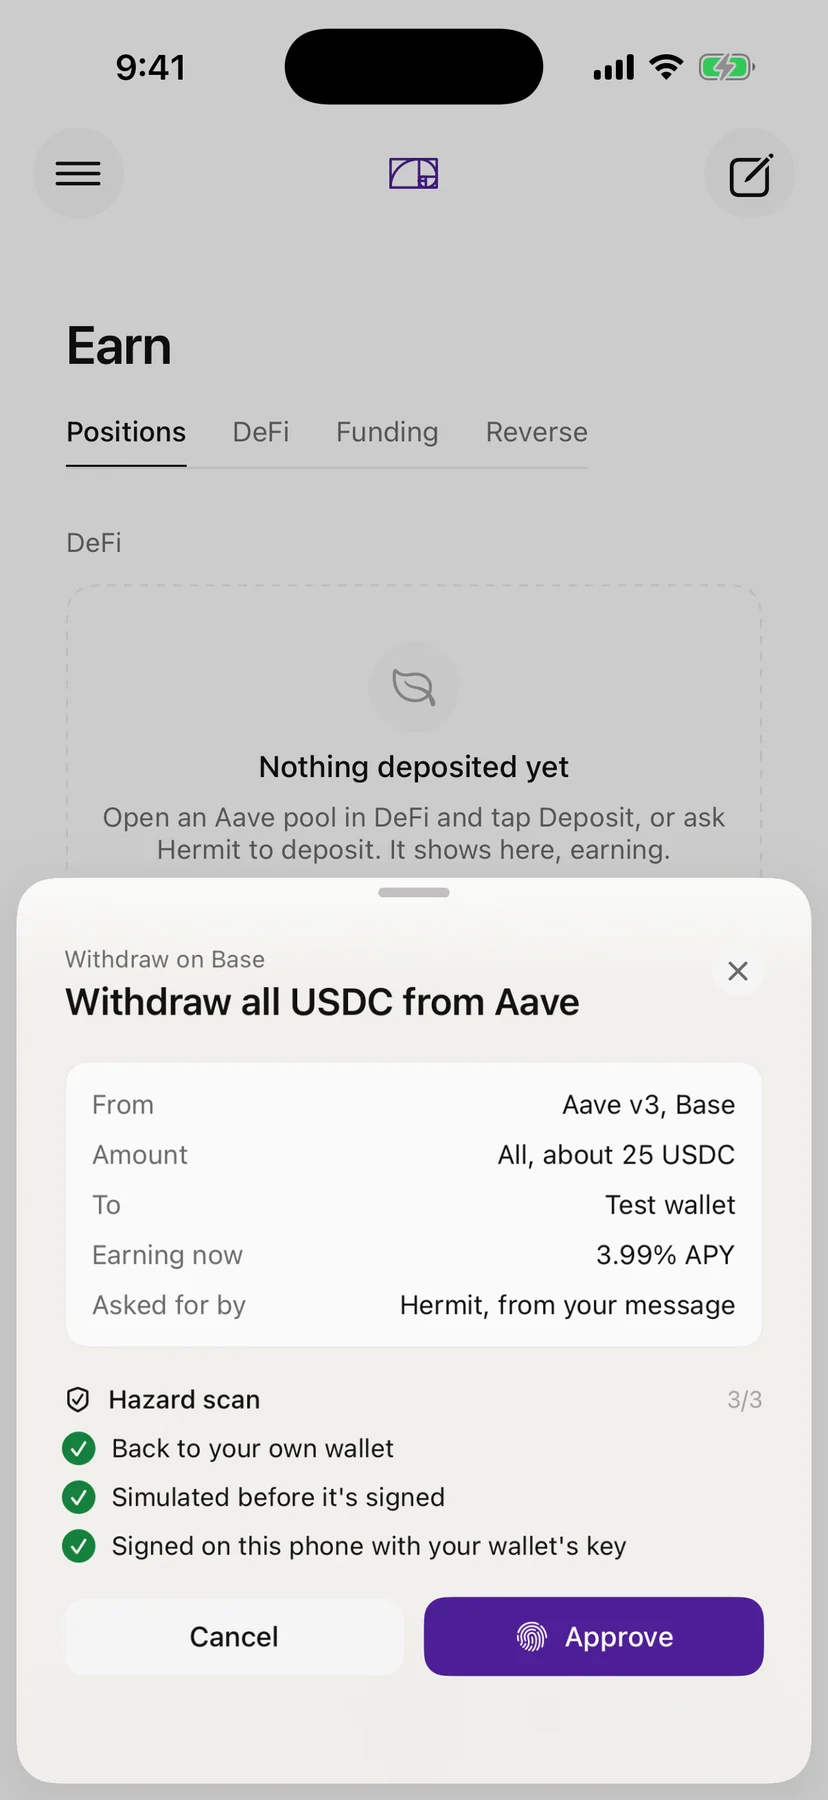 9:41
Earn
Positions DeFi Funding Reverse
DeFi
Nothing deposited yet
Open an Aave pool in DeFi and tap Deposit, or ask
Hermit to deposit. It shows here, earning.
Withdraw on Base
Withdraw all USDC from Aave
From Aave v3, Base
Amount All, about 25 USDC
To Test wallet
Earning now 3.99% APY
Asked for by Hermit, from your message
Hazard scan 3/3
Back to your own wallet
Simulated before it's signed
Signed on this phone with your wallet's key
Cancel Approve